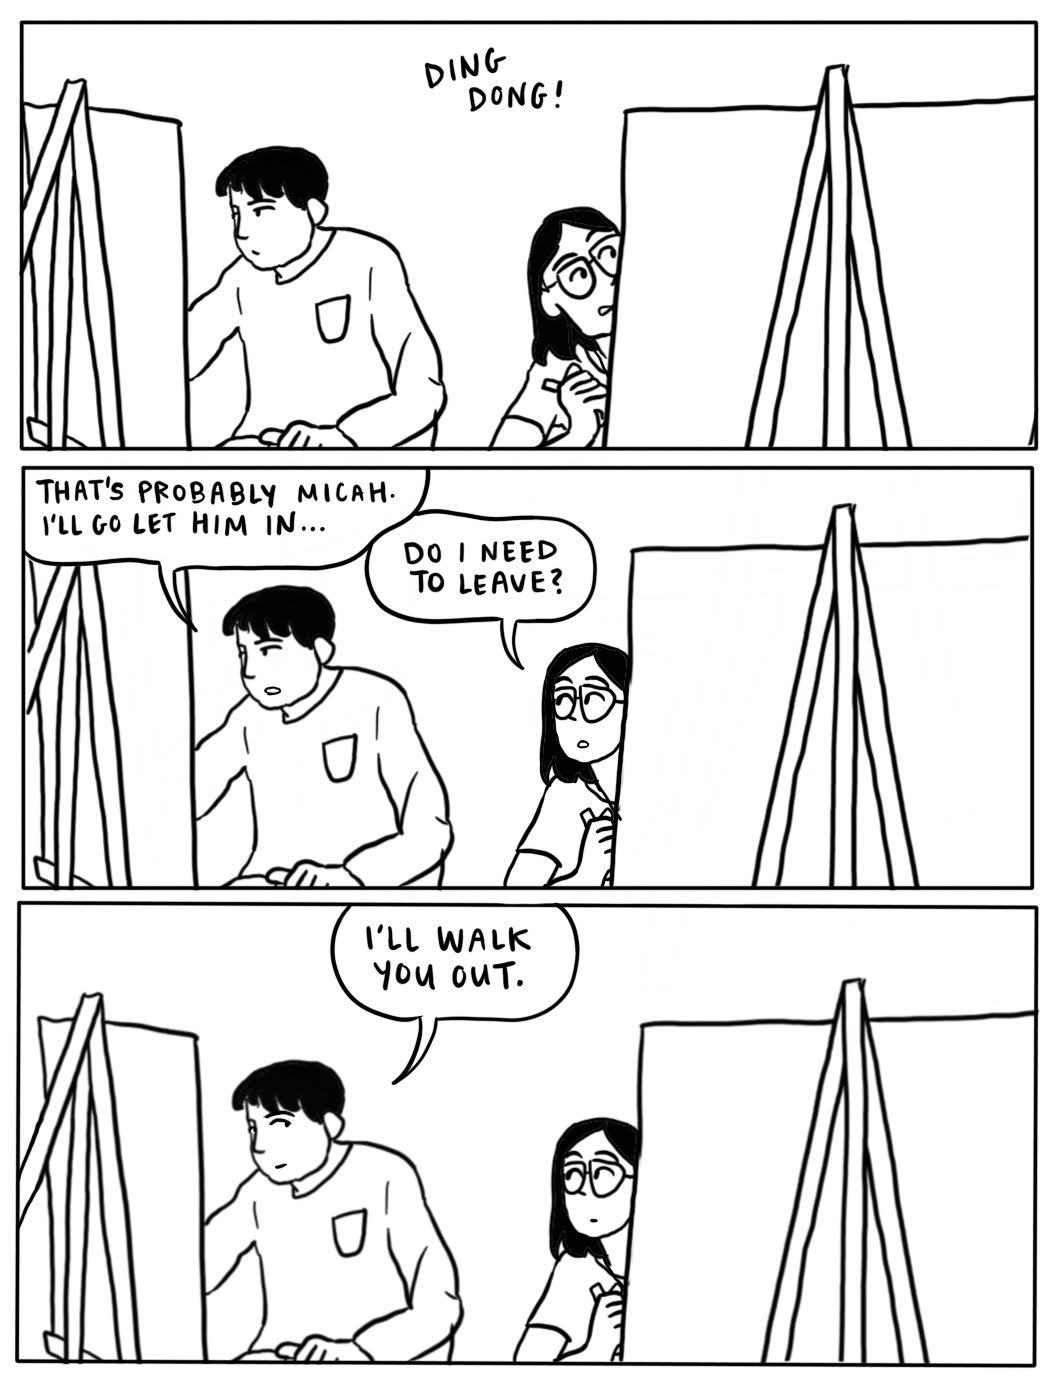 DING
DONG!
THAT'S PROBABLY MICAH.
I'LL GO LET HIM IN...
DO I NEED
TO LEAVE?
I'LL WALK
YOU OUT.